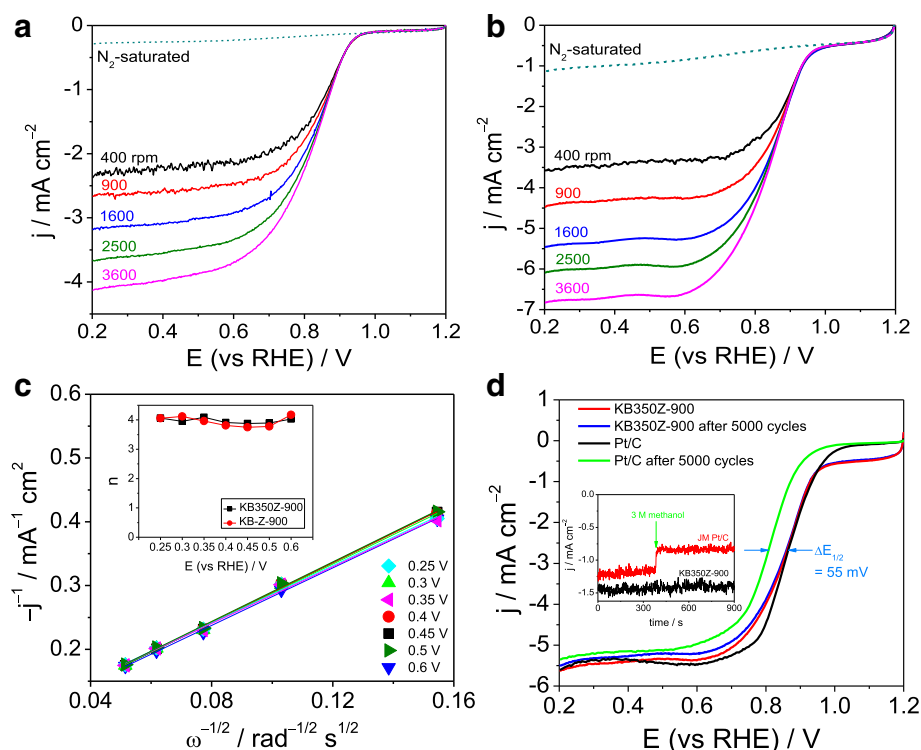 a
0
-1
-2
-3
-4
j / mA cm⁻²
N₂-saturated
400 rpm
900
1600
2500
3600
0.2 0.4 0.6 0.8 1.0 1.2
E (vs RHE) / V
b
0
-1
-2
-3
-4
-5
-6
-7
j / mA cm⁻²
N₂-saturated
400 rpm
900
1600
2500
3600
0.2 0.4 0.6 0.8 1.0 1.2
E (vs RHE) / V
c
0.6
0.5
0.4
0.3
0.2
-j⁻¹ / mA⁻¹ cm²
5
4
3
2
1
0
n
KB350Z-900
KB-Z-900
0.25 0.3 0.35 0.4 0.45 0.5 0.6
E (vs RHE) / V
0.25 V
0.3 V
0.35 V
0.4 V
0.45 V
0.5 V
0.6 V
0.04 0.08 0.12 0.16
ω⁻¹/² / rad⁻¹/² s¹/²
d
1
0
-1
-2
-3
-4
-5
-6
j / mA cm⁻²
KB350Z-900
KB350Z-900 after 5000 cycles
Pt/C
Pt/C after 5000 cycles
0.0
-0.5
-1.0
-1.5
j / mA cm⁻²
3 M methanol
JM Pt/C
KB350Z-900
0 300 600 900
time / s
ΔE₁/₂
= 55 mV
0.2 0.4 0.6 0.8 1.0 1.2
E (vs RHE) / V